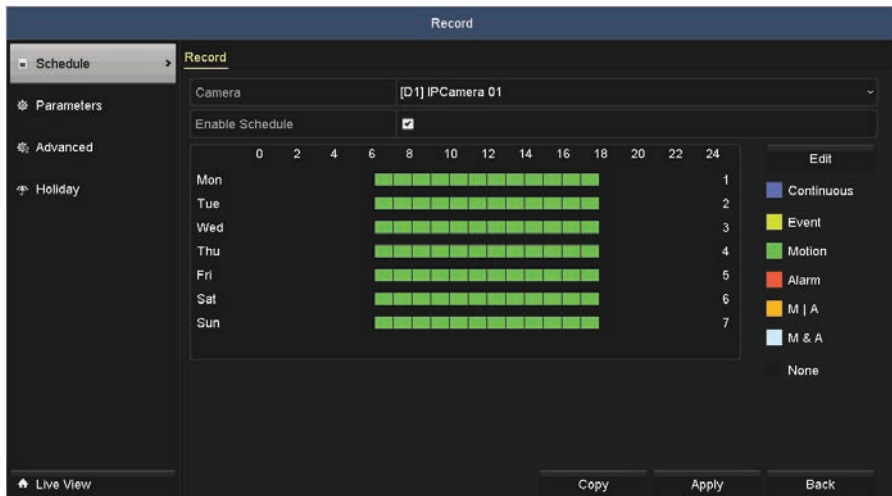 Record
Schedule
Parameters
Advanced
Holiday
Live View
Record
Camera [D1] IPCamera 01
Enable Schedule
0 2 4 6 8 10 12 14 16 18 20 22 24
Mon 1
Tue 2
Wed 3
Thu 4
Fri 5
Sat 6
Sun 7
Edit
Continuous
Event
Motion
Alarm
M | A
M & A
None
Copy Apply Back